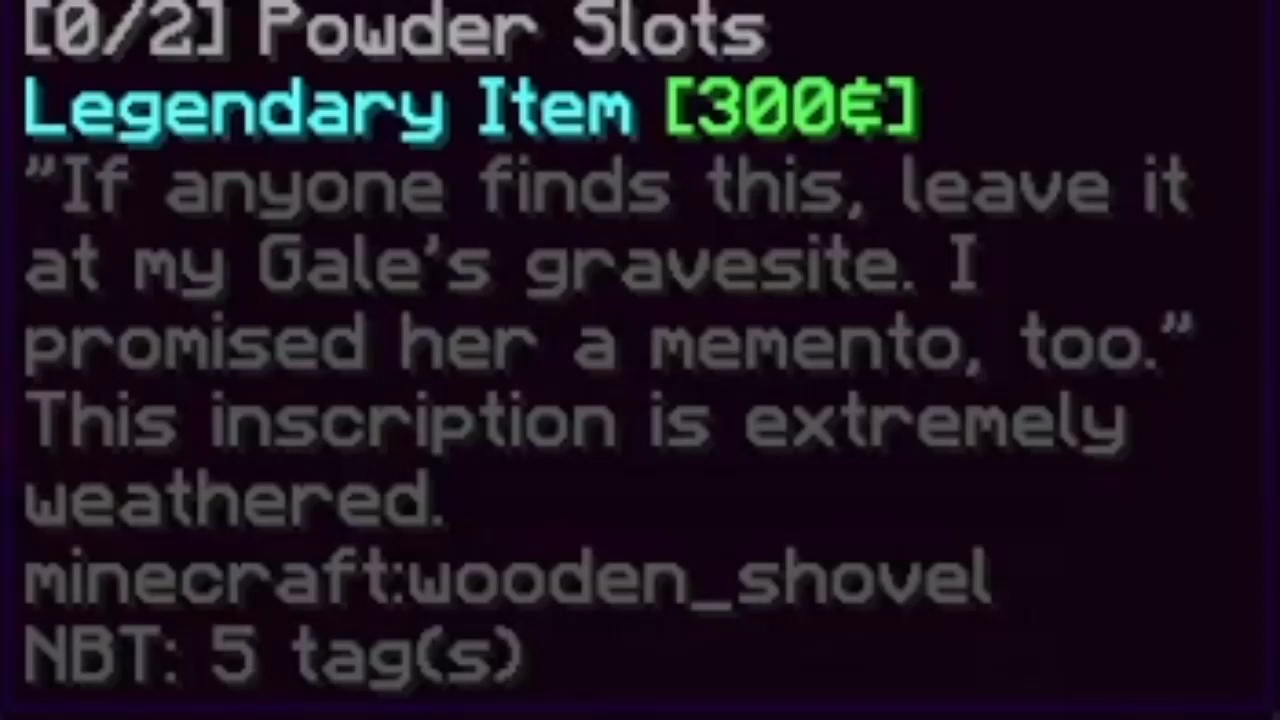 [0/2] Powder Slots
Legendary Item [300¢]
"If anyone finds this, leave it
at my Gale's gravesite. I
promised her a memento, too."
This inscription is extremely
weathered.
minecraft:wooden_shovel
NBT: 5 tag(s)